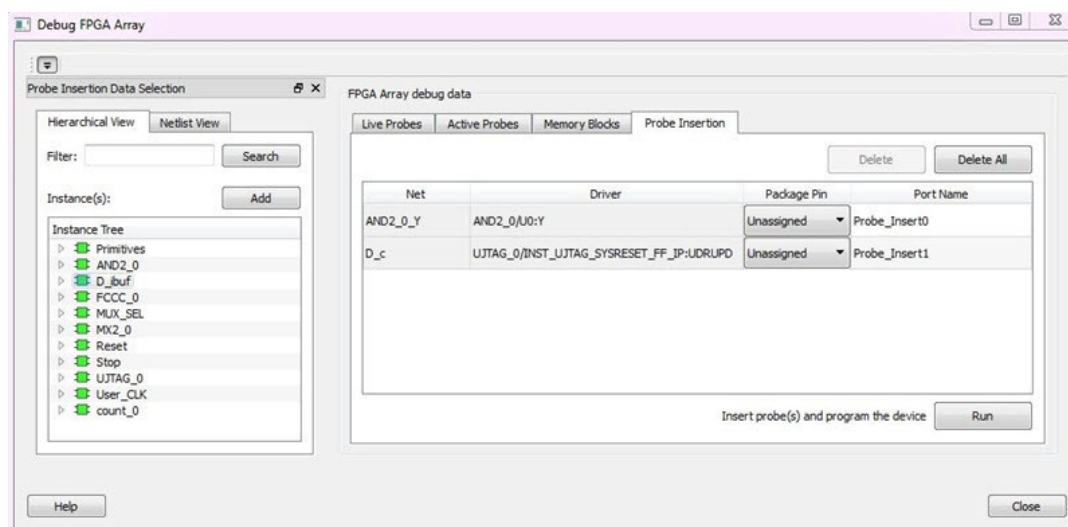 Debug FPGA Array
Probe Insertion Data Selection
Hierarchical View Netlist View
Filter: Search
Instance(s): Add
Instance Tree
Primitives
AND2_0
D_ibuf
FCCC_0
MUX_SEL
MX2_0
Reset
Stop
UJTAG_0
User_CLK
count_0
FPGA Array debug data
Live Probes Active Probes Memory Blocks Probe Insertion
Delete Delete All
Net Driver Package Pin Port Name
AND2_0_Y AND2_0/U0:Y Unassigned Probe_Insert0
D_c UJTAG_0/INST_UJTAG_SYSRESET_FF_IP:UDRUPD Unassigned Probe_Insert1
Insert probe(s) and program the device Run
Help Close